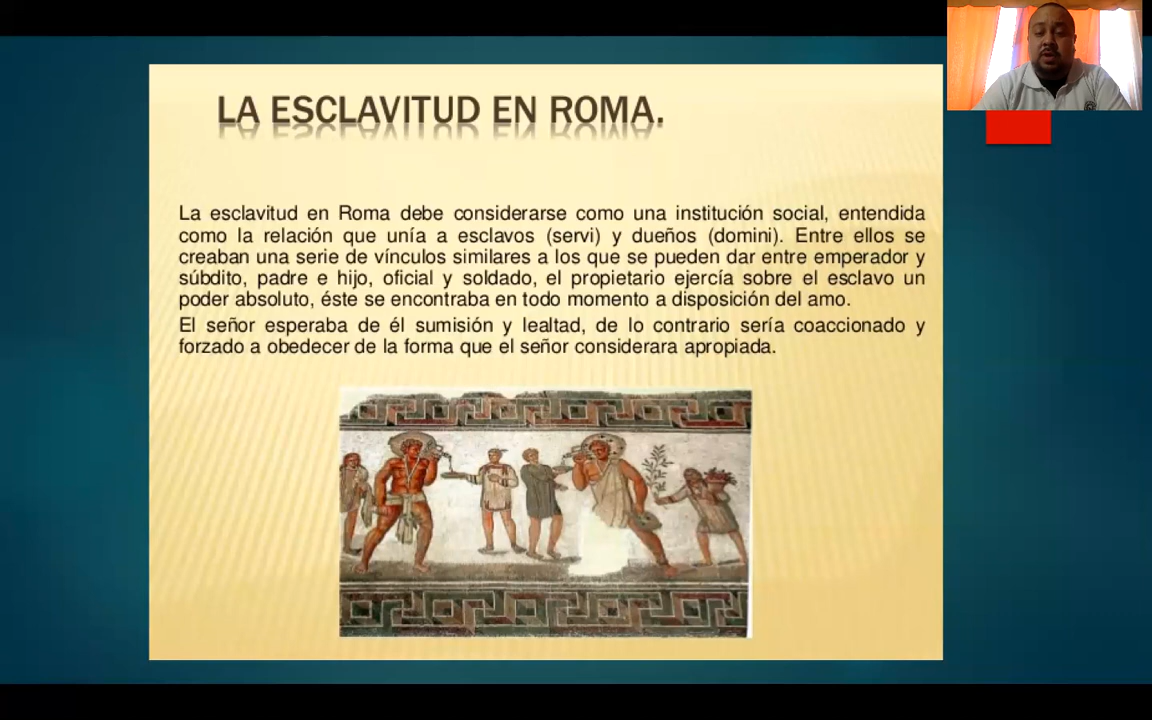 LA ESCLAVITUD EN ROMA.
La esclavitud en Roma debe considerarse como una institución social, entendida
como la relación que unía a esclavos (servi) y dueños (domini). Entre ellos se
creaban una serie de vínculos similares a los que se pueden dar entre emperador y
súbdito, padre e hijo, oficial y soldado, el propietario ejercía sobre el esclavo un
poder absoluto, éste se encontraba en todo momento a disposición del amo.
El señor esperaba de él sumisión y lealtad, de lo contrario sería coaccionado y
forzado a obedecer de la forma que el señor considerara apropiada.